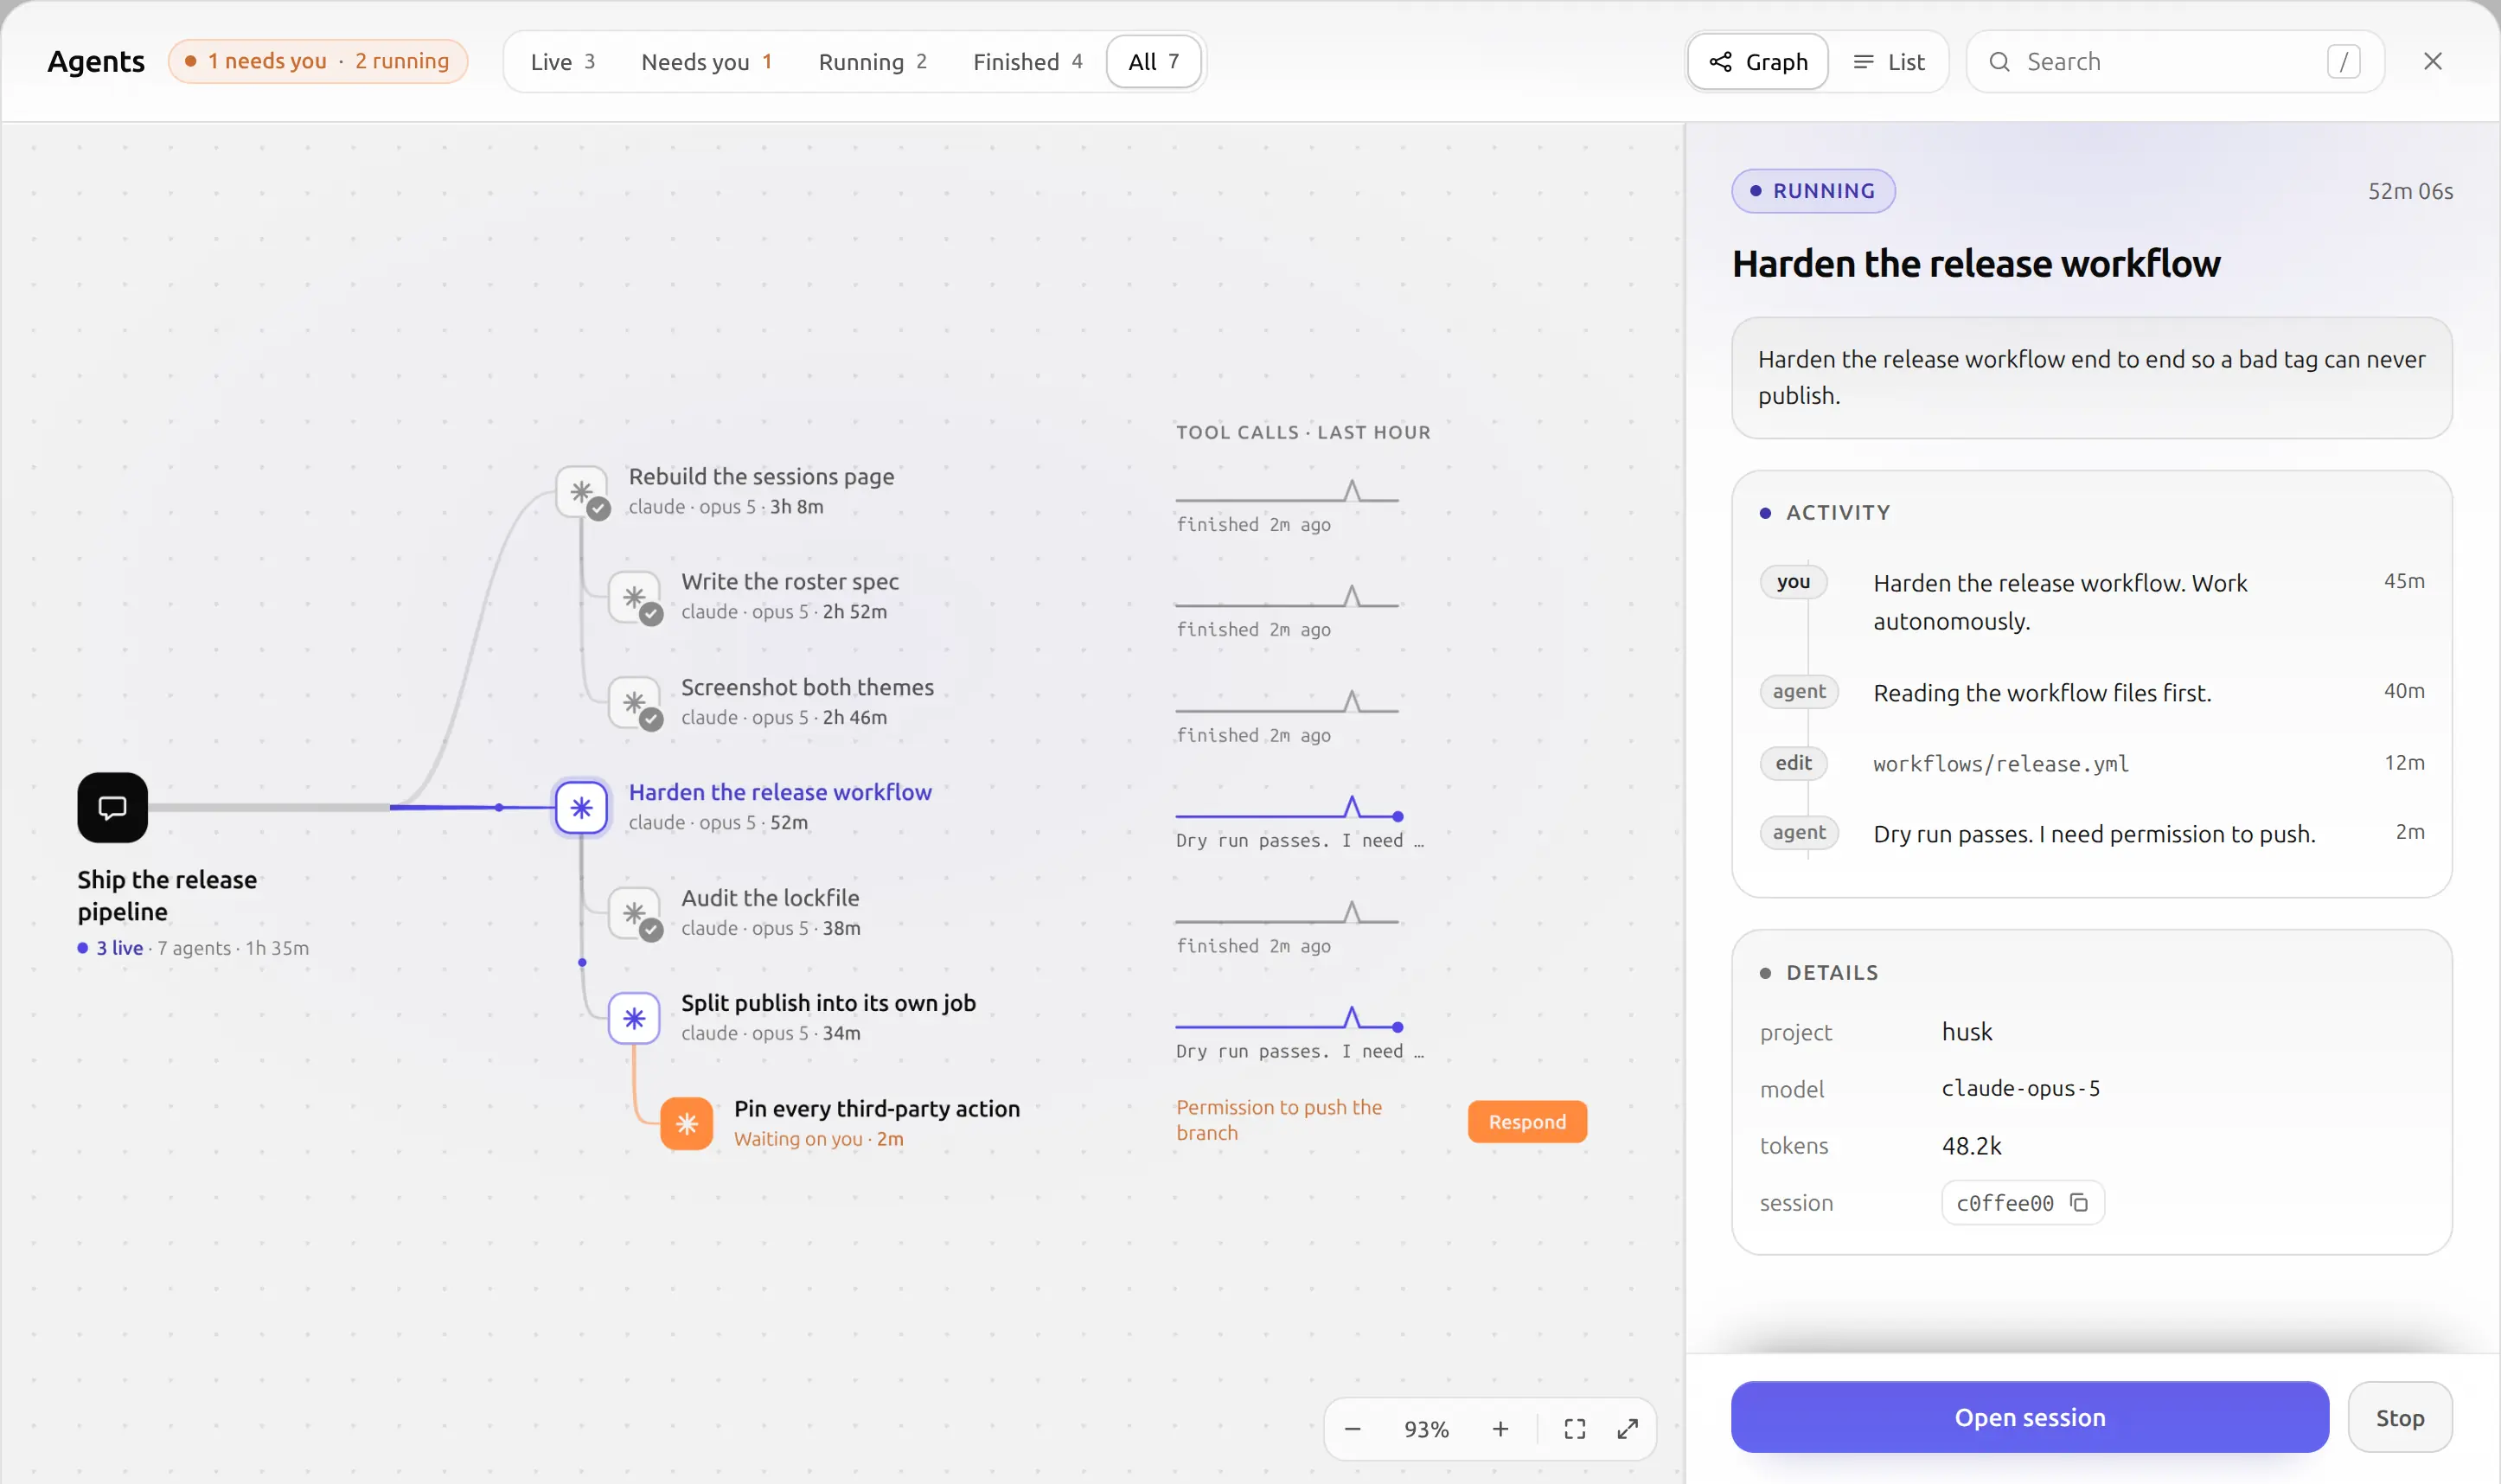 Agents
1 needs you · 2 running
Live 3
Needs you 1
Running 2
Finished 4
All 7
Graph
List
Search
/
TOOL CALLS · LAST HOUR
Rebuild the sessions page
claude · opus 5 · 3h 8m
finished 2m ago
Write the roster spec
claude · opus 5 · 2h 52m
finished 2m ago
Screenshot both themes
claude · opus 5 · 2h 46m
finished 2m ago
Harden the release workflow
claude · opus 5 · 52m
Dry run passes. I need …
Ship the release
pipeline
3 live · 7 agents · 1h 35m
Audit the lockfile
claude · opus 5 · 38m
finished 2m ago
Split publish into its own job
claude · opus 5 · 34m
Dry run passes. I need …
Pin every third-party action
Waiting on you · 2m
Permission to push the
branch
Respond
93%
RUNNING
52m 06s
Harden the release workflow
Harden the release workflow end to end so a bad tag can never
publish.
ACTIVITY
you
Harden the release workflow. Work
autonomously.
45m
agent
Reading the workflow files first.
40m
edit
workflows/release.yml
12m
agent
Dry run passes. I need permission to push.
2m
DETAILS
project
husk
model
claude-opus-5
tokens
48.2k
session
c0ffee00
Open session
Stop